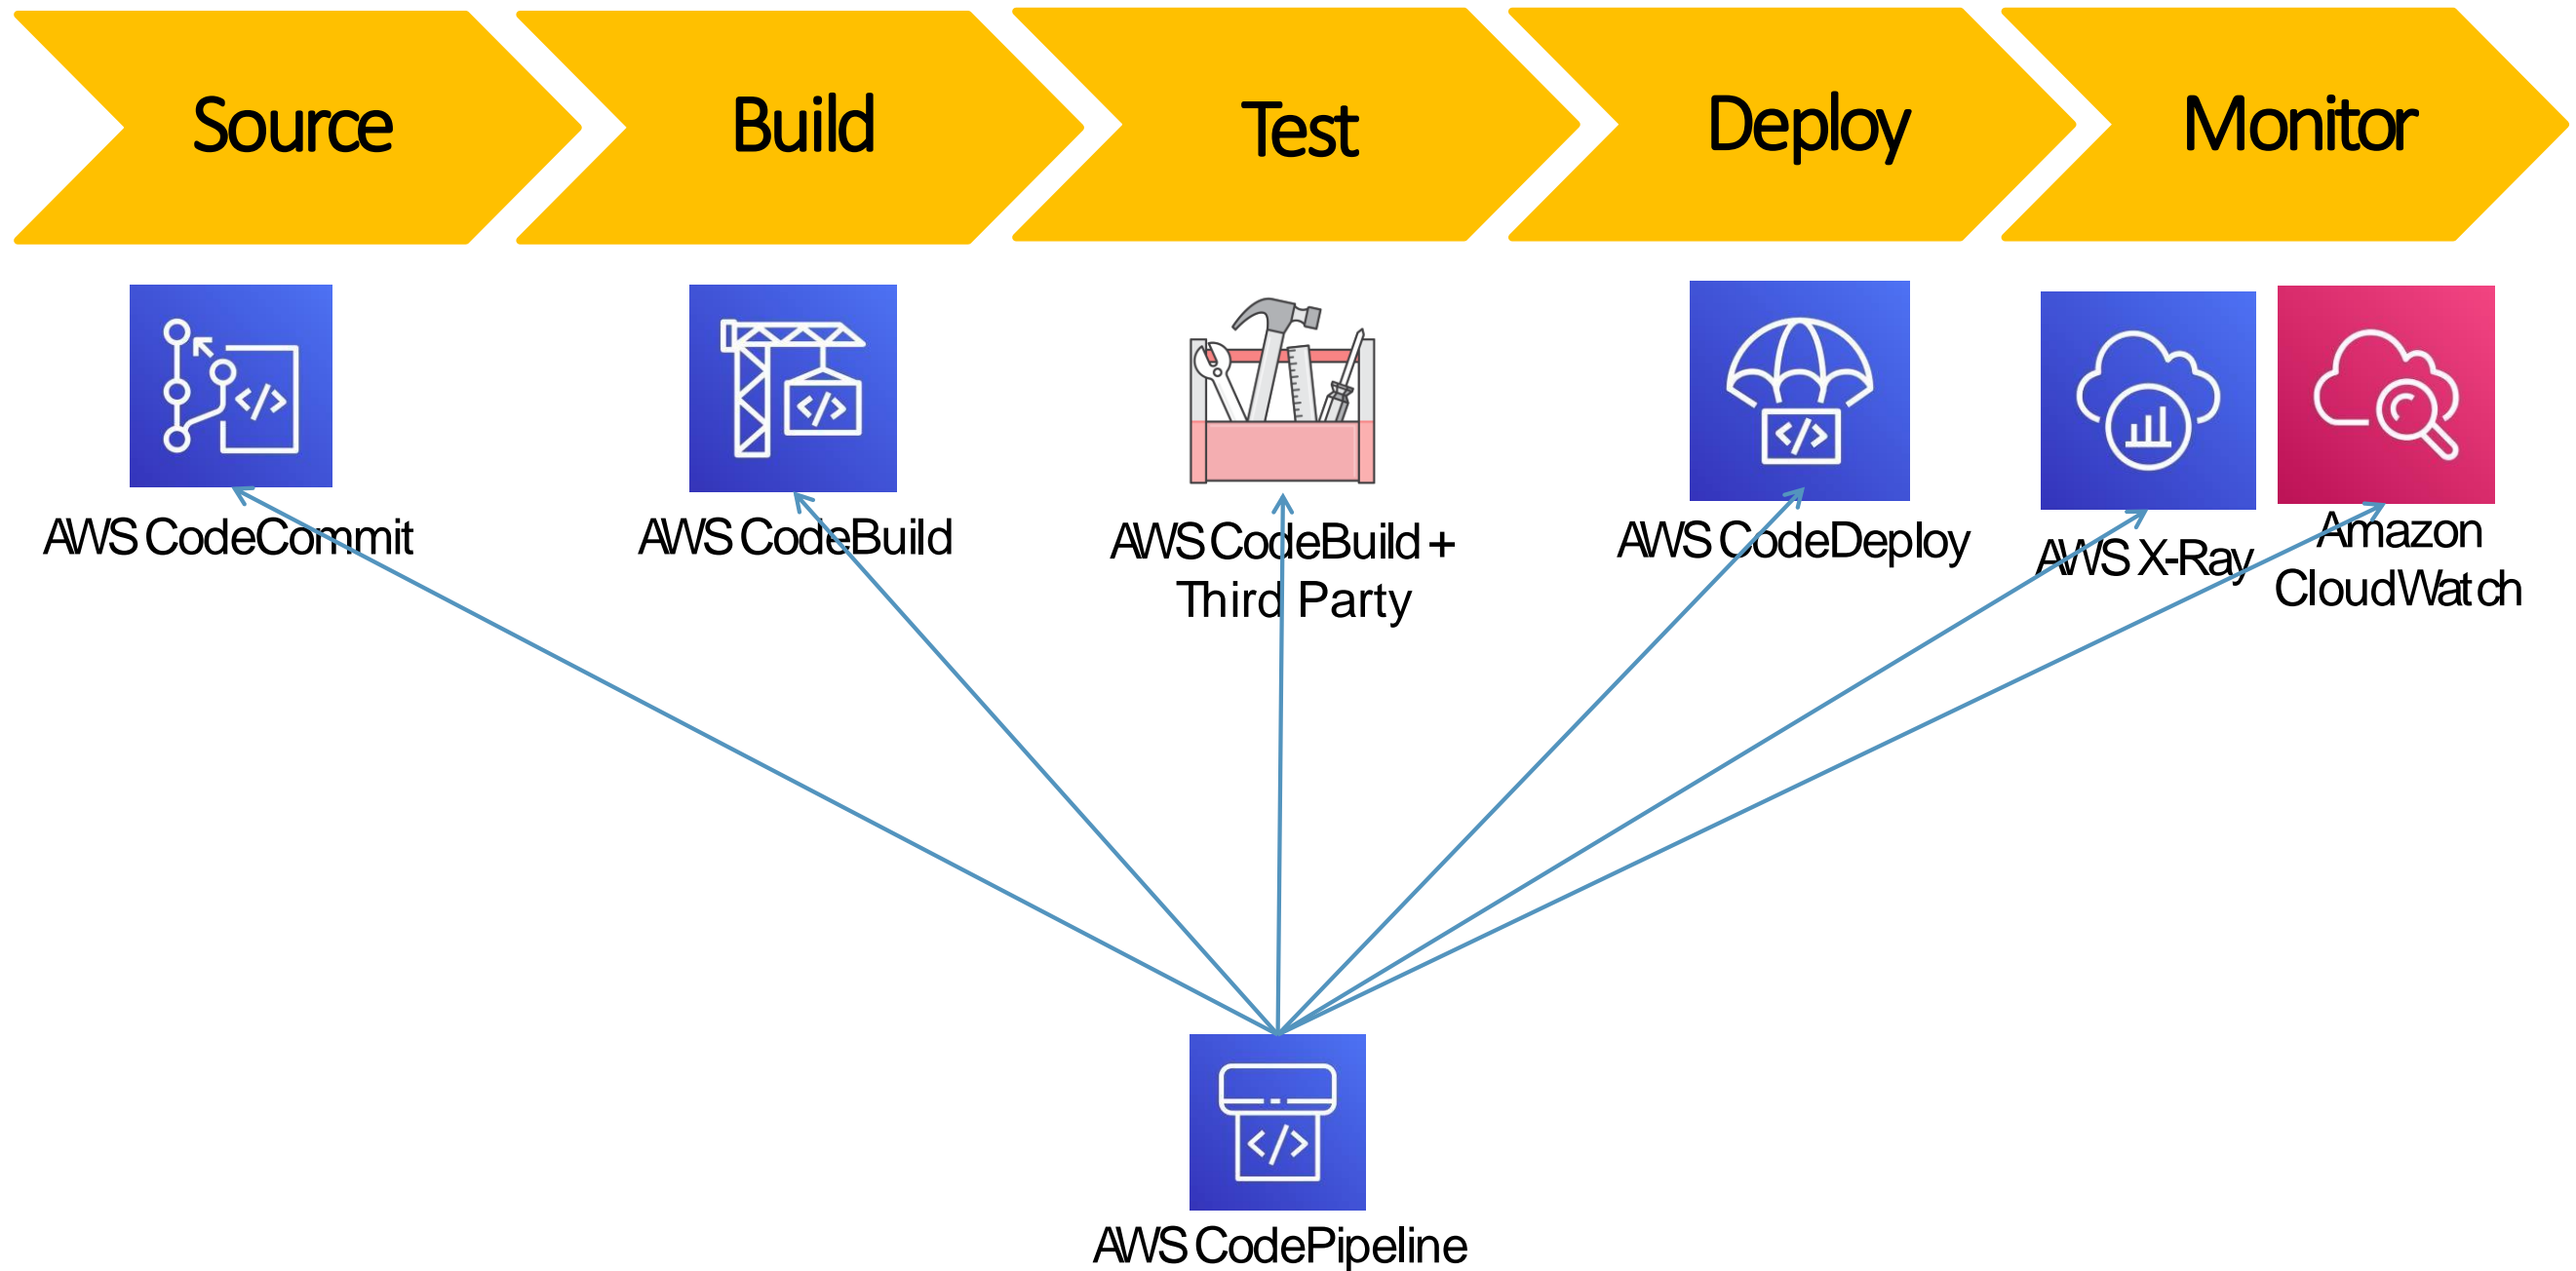 Source
Build
Test
Deploy
Monitor
</>
</>
</>
</>
AWS CodeCommit
AWS CodeBuild
AWS CodeBuild +
Third Party
AWS CodeDeploy
AWS X-Ray
Amazon
CloudWatch
</>
AWS CodePipeline